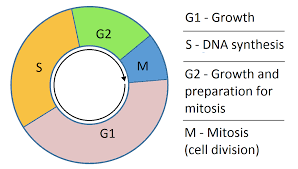 G2
S
M
G1
G1 - Growth
S - DNA synthesis
G2 - Growth and
preparation for
mitosis
M - Mitosis
(cell division)